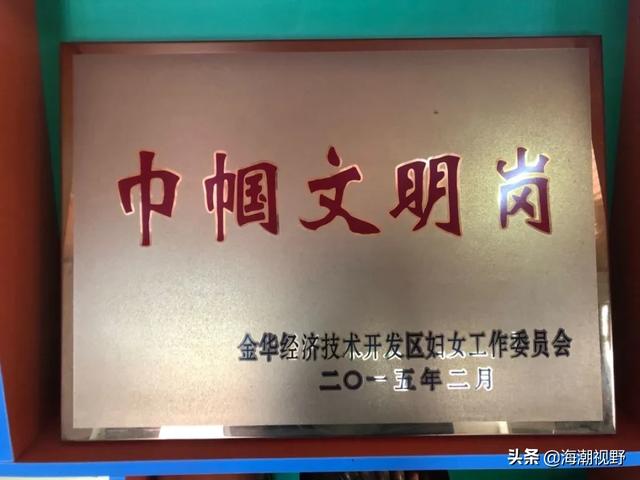 巾帼文明岗
金华经济技术开发区妇女工作委员会
二〇一五年二月
头条 @海潮视野